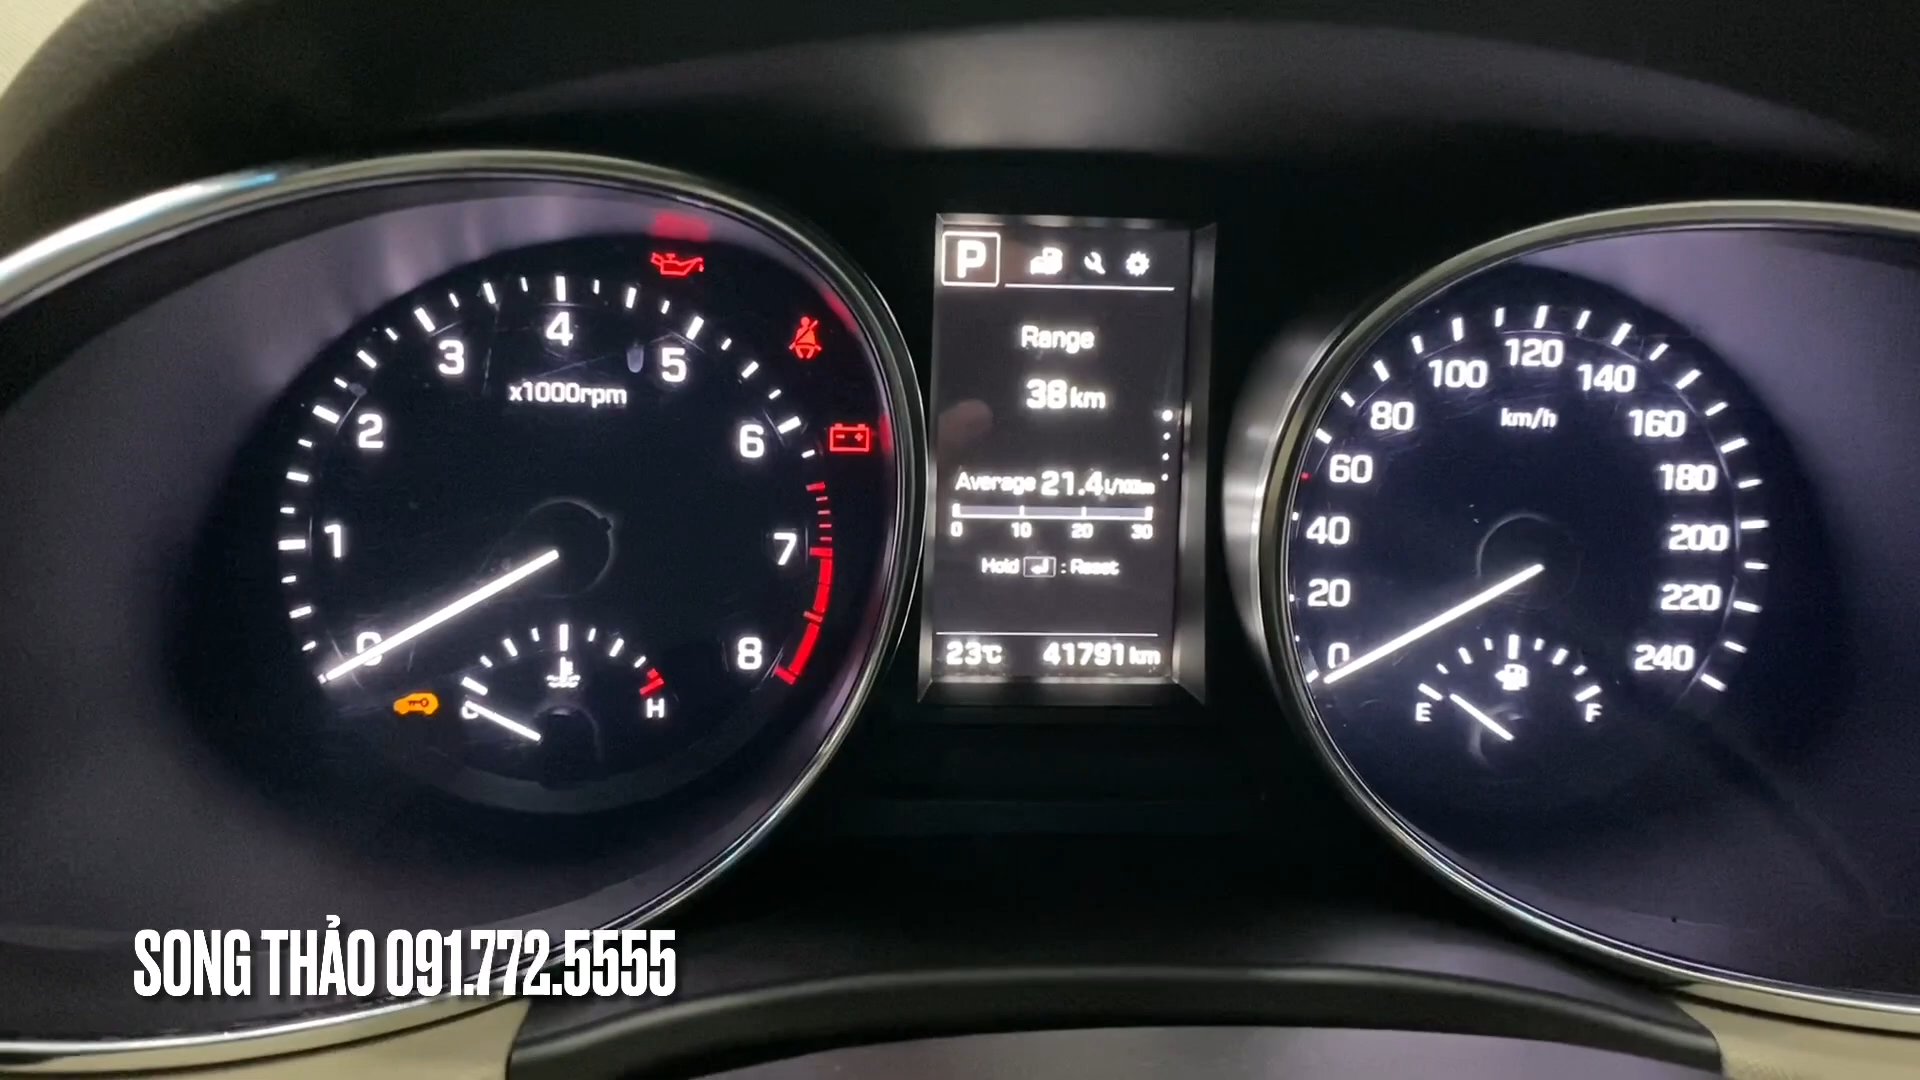 0
1
2
3
4
5
6
7
8
x1000rpm
C
H
P
Range
38 km
Average 21.4 L/100km
0 10 20 30
Hold : Reset
23℃ 41791 km
0
20
40
60
80
100
120
140
160
180
200
220
240
km/h
E
F
SONG THẢO 091.772.5555